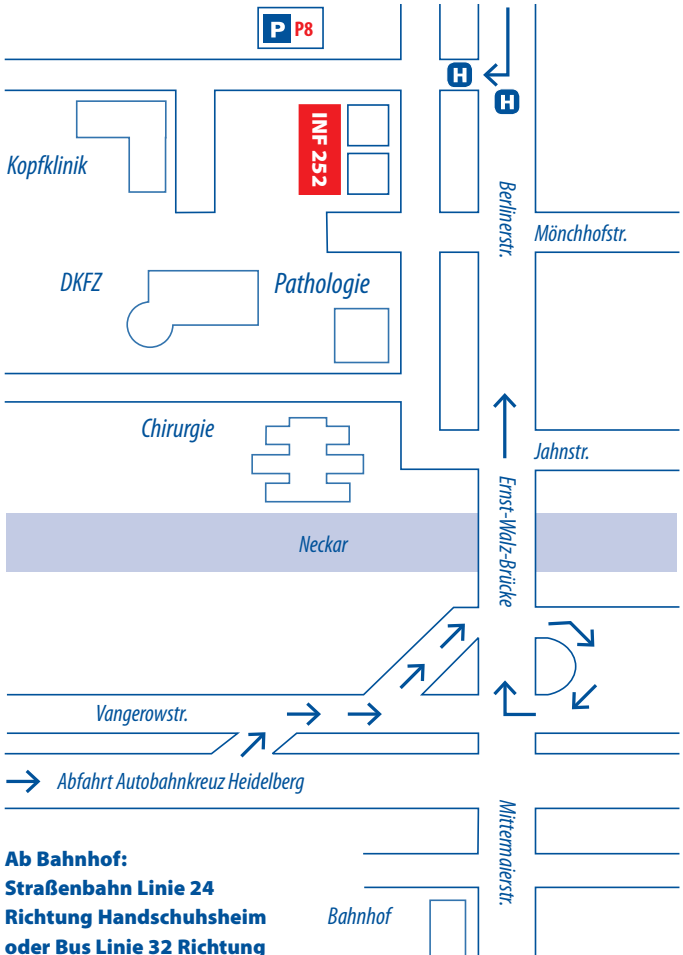 P P8
H
H
INF 252
Kopfklinik
Berlinerstr.
Mönchhofstr.
DKFZ
Pathologie
Chirurgie
Jahnstr.
Ernst-Walz-Brücke
Neckar
Vangerowstr.
Abfahrt Autobahnkreuz Heidelberg
Mittermaierstr.
Ab Bahnhof:
Straßenbahn Linie 24
Richtung Handschuhsheim
oder Bus Linie 32 Richtung
Bahnhof